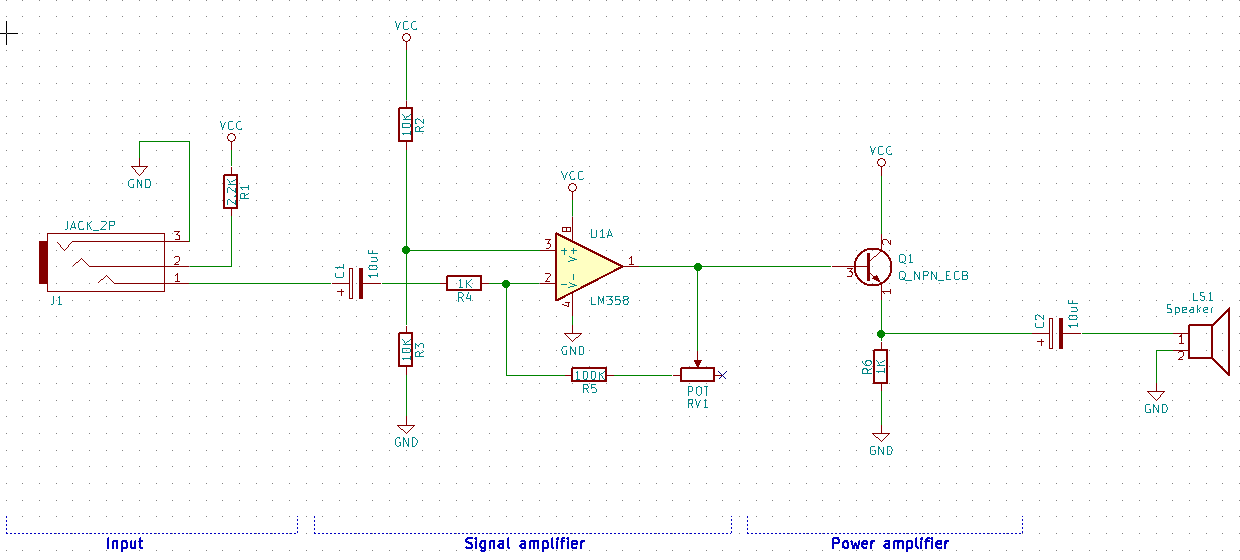 VCC
10K
R2
VCC
2.2K
R1
GND
JACK_2P
3
2
1
J1
C1
10uF
+
1K
R4
10K
R3
GND
VCC
8
U1A
3
+
V+
2
-
V-
1
4
LM358
GND
100K
R5
POT
RV1
VCC
2
Q1
3
Q_NPN_ECB
1
R6
1K
GND
C2
10uF
+
LS1
Speaker
1
2
GND
Input
Signal amplifier
Power amplifier